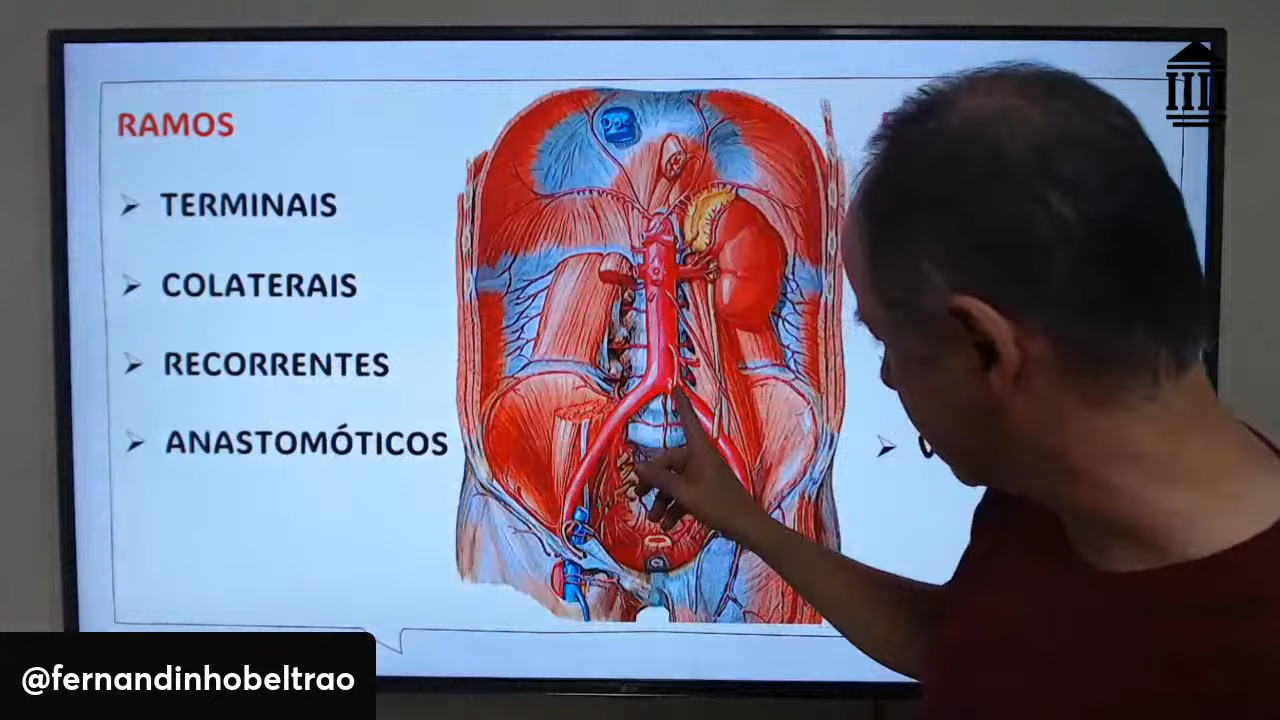 RAMOS
TERMINAIS
COLATERAIS
RECORRENTES
ANASTOMÓTICOS
@fernandinhobeltrao